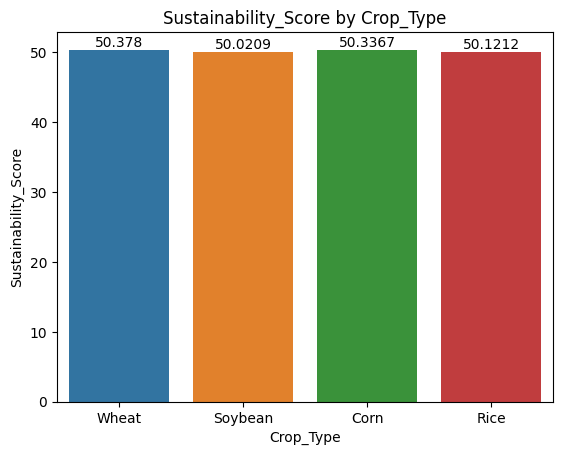 Sustainability_Score by Crop_Type
50.378
50.0209
50.3367
50.1212
50
40
30
20
10
0
Sustainability_Score
Wheat
Soybean
Corn
Rice
Crop_Type